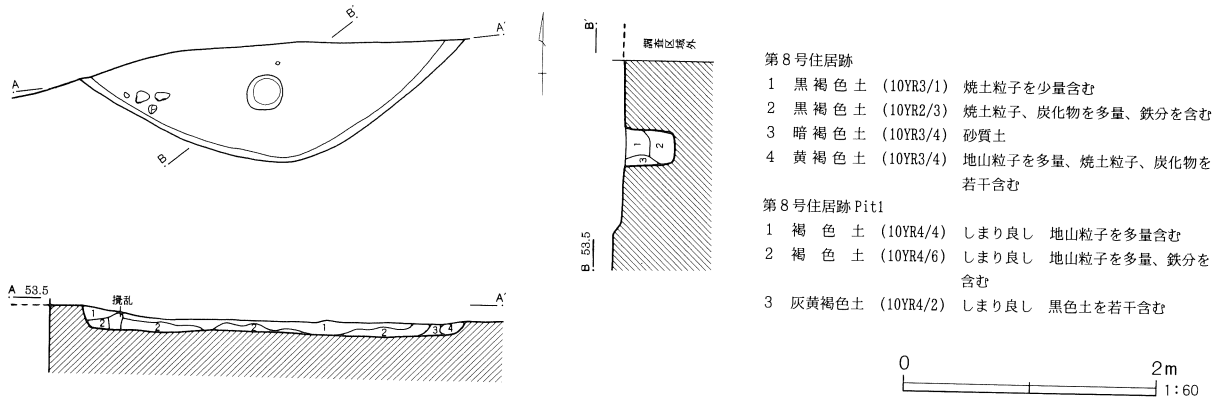 B'
A'
A
B
A 53.5
攪乱
A'
1
2
2
2
1
2
3
4
B'
調査区域外
1
2
3
B 53.5
第8号住居跡
1 黒褐色土 (10YR3/1) 焼土粒子を少量含む
2 黒褐色土 (10YR2/3) 焼土粒子、炭化物を多量、鉄分を含む
3 暗褐色土 (10YR3/4) 砂質土
4 黄褐色土 (10YR3/4) 地山粒子を多量、焼土粒子、炭化物を
若干含む
第8号住居跡Pit1
1 褐色土 (10YR4/4) しまり良し 地山粒子を多量含む
2 褐色土 (10YR4/6) しまり良し 地山粒子を多量、鉄分を
含む
3 灰黄褐色土 (10YR4/2) しまり良し 黒色土を若干含む
0 2m
1:60